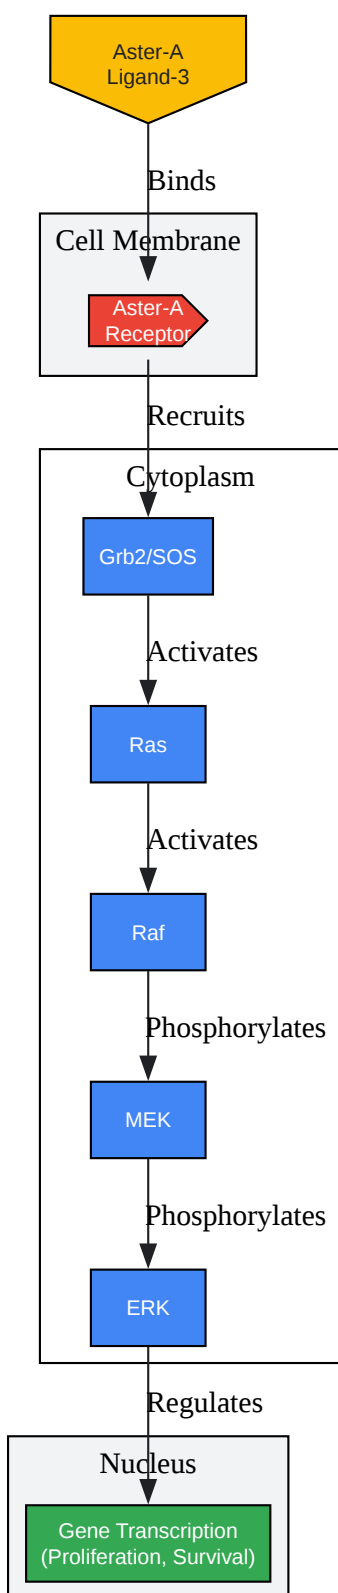 Aster-A
Ligand-3
Binds
Cell Membrane
Aster-A
Receptor
Recruits
Cytoplasm
Grb2/SOS
Activates
Ras
Activates
Raf
Phosphorylates
MEK
Phosphorylates
ERK
Regulates
Nucleus
Gene Transcription
(Proliferation, Survival)